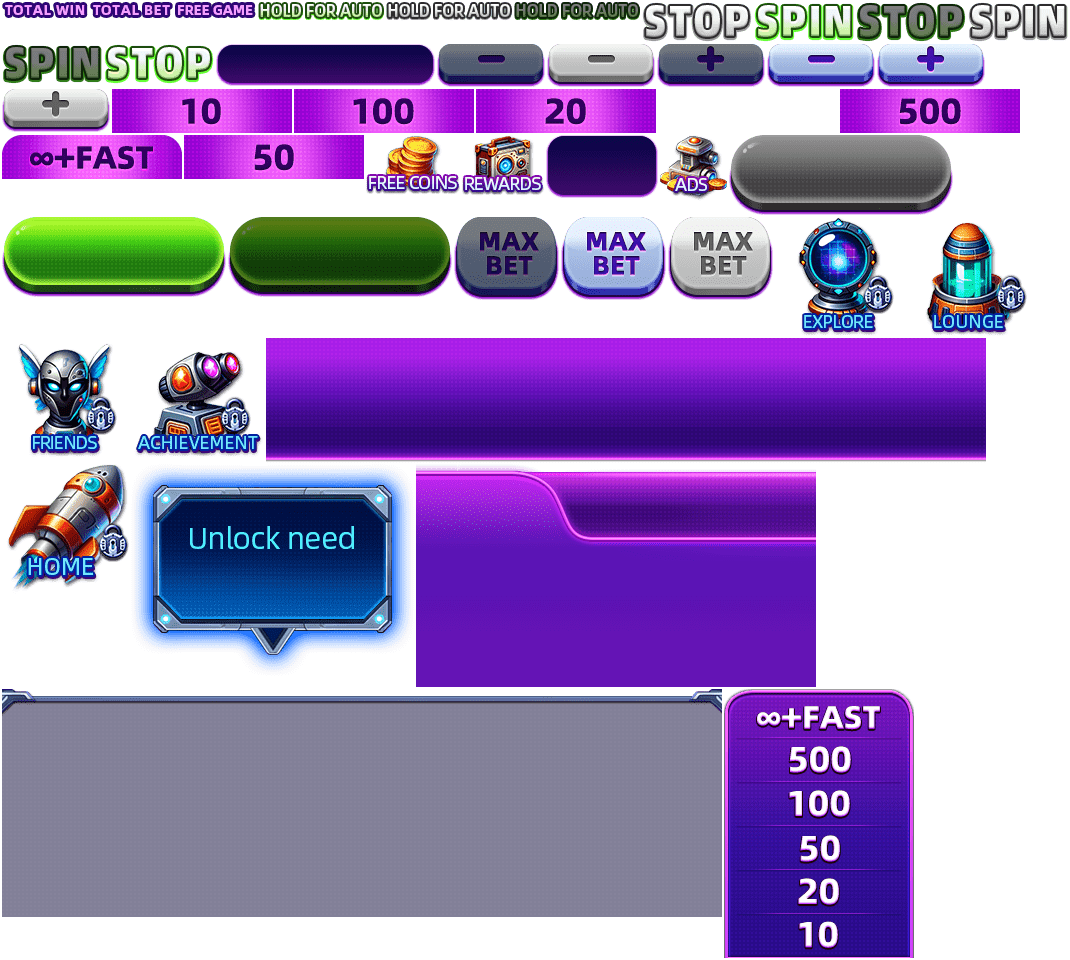 TOTAL WIN TOTAL BET FREE GAME HOLD FOR AUTO HOLD FOR AUTO HOLD FOR AUTO STOP SPIN STOP SPIN
SPIN STOP − − + − +
+ 10 100 20 500
∞+FAST 50 FREE COINS REWARDS ADS
MAX BET MAX BET MAX BET
EXPLORE LOUNGE
FRIENDS ACHIEVEMENT
HOME
Unlock need
∞+FAST
500
100
50
20
10